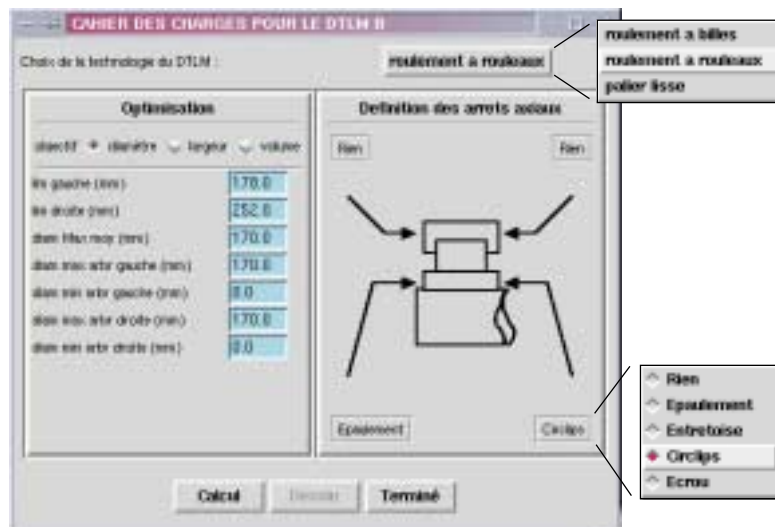 CAHIER DES CHARGES POUR LE DTLM II
Choix de la technologie du DTLM :
roulement a rouleaux
roulement a billes
roulement a rouleaux
palier lisse
Optimisation
objectif diamètre largeur volume
lim gauche (mm) 178.0
lim droite (mm) 252.0
diam moy (mm) 170.0
diam max arbr gauche (mm) 170.0
diam min arbr gauche (mm) 0.0
diam max arbr droite (mm) 170.0
diam min arbr droite (mm) 0.0
Definition des arrets axiaux
Rien Rien
Epaulement Circlips
Rien
Epaulement
Entretoise
Circlips
Ecrou
Calcul Terminé